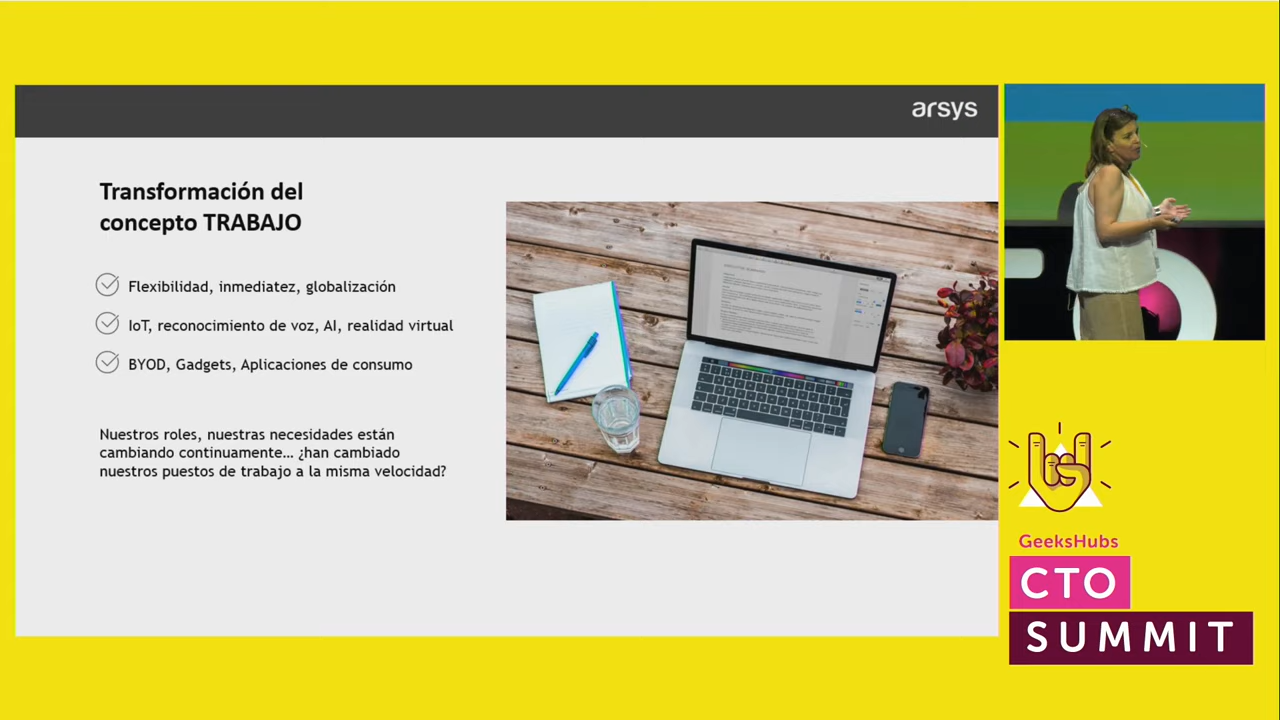 arsys
Transformación del
concepto TRABAJO
Flexibilidad, inmediatez, globalización
IoT, reconocimiento de voz, AI, realidad virtual
BYOD, Gadgets, Aplicaciones de consumo
Nuestros roles, nuestras necesidades están
cambiando continuamente... ¿han cambiado
nuestros puestos de trabajo a la misma velocidad?
GeeksHubs
CTO
SUMMIT